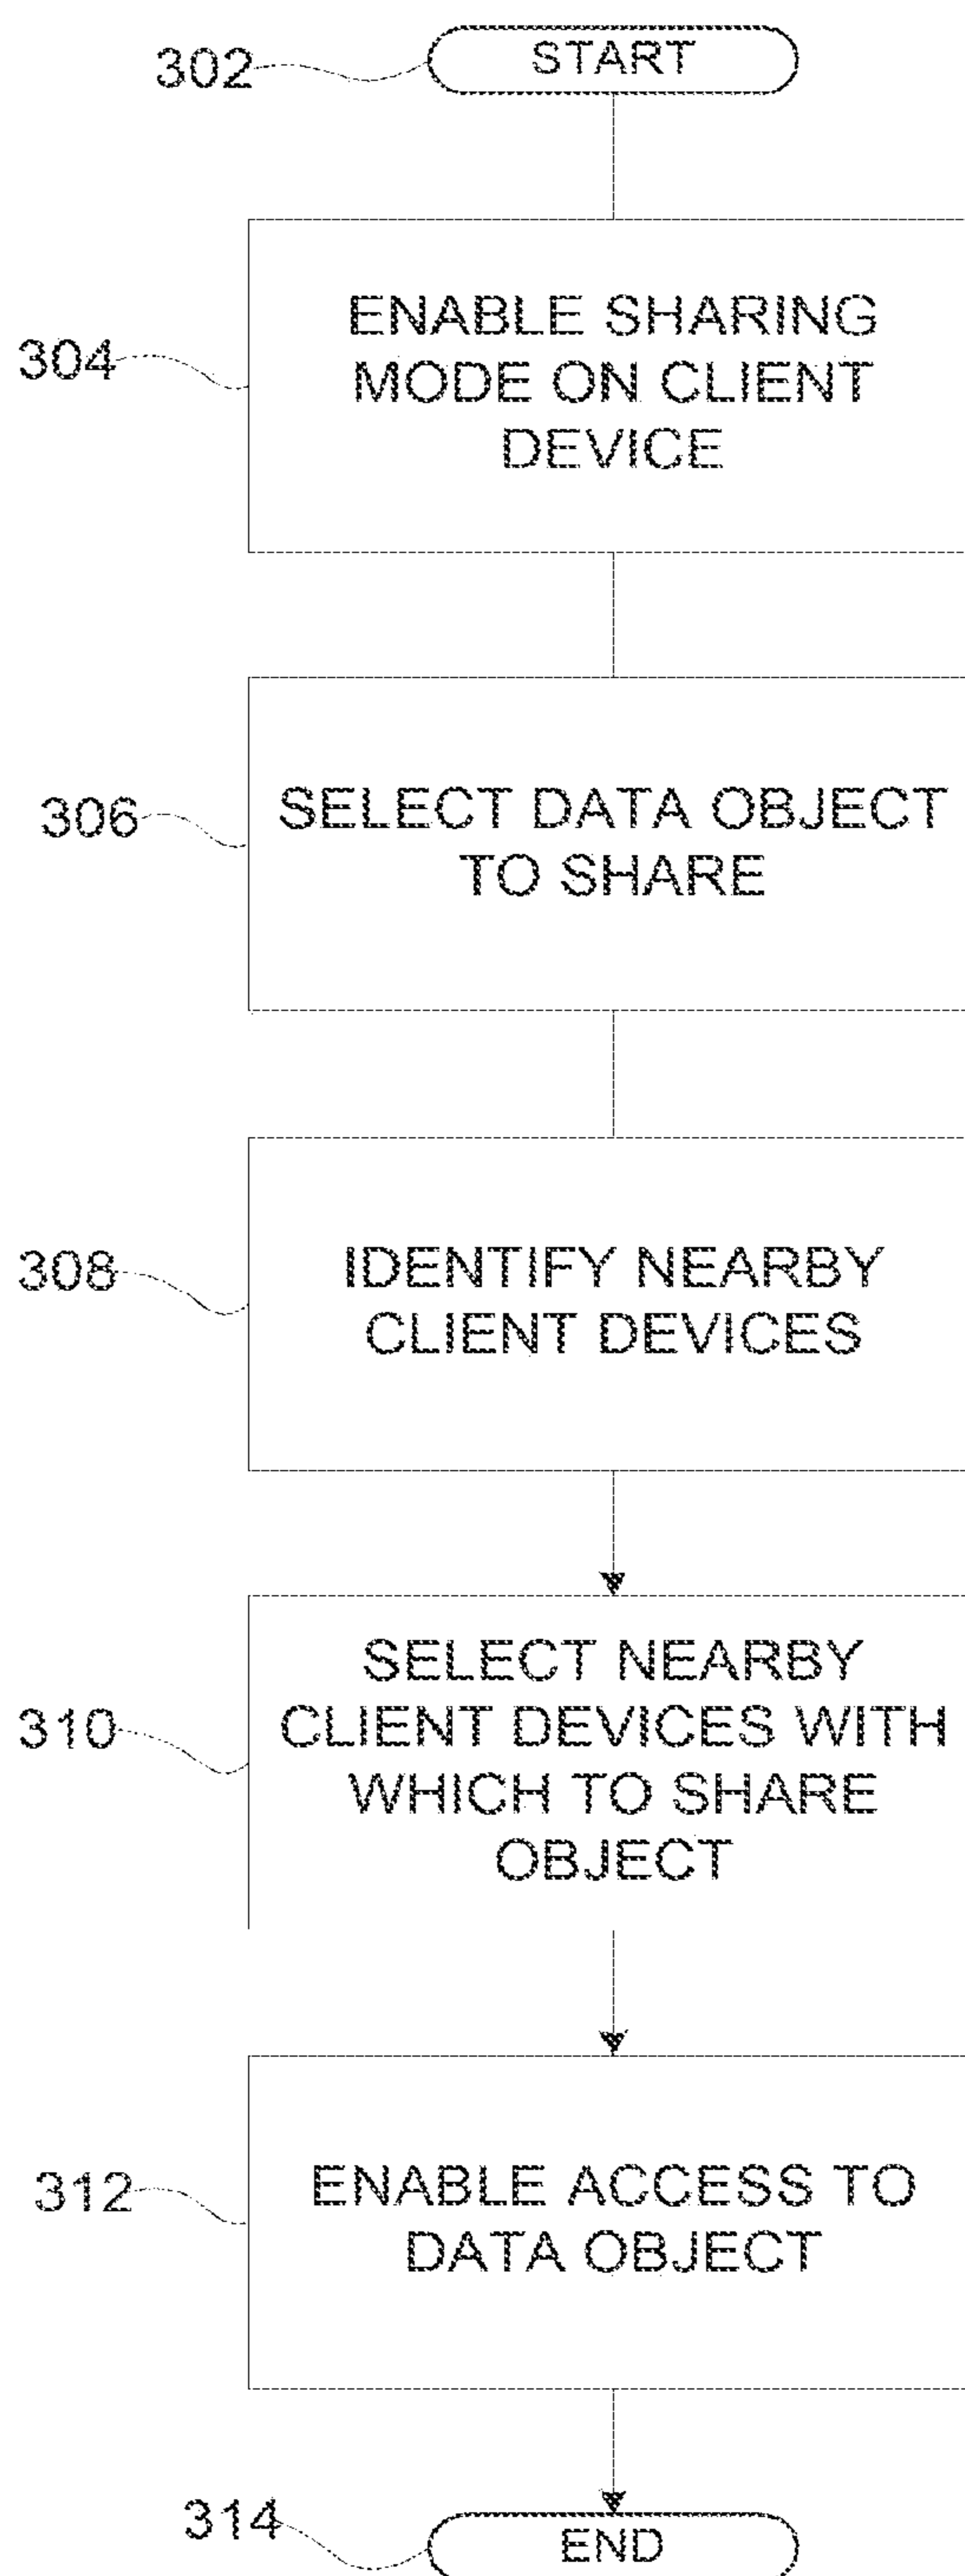 302
START
304
ENABLE SHARING
MODE ON CLIENT
DEVICE
306
SELECT DATA OBJECT
TO SHARE
308
IDENTIFY NEARBY
CLIENT DEVICES
310
SELECT NEARBY
CLIENT DEVICES WITH
WHICH TO SHARE
OBJECT
312
ENABLE ACCESS TO
DATA OBJECT
314
END